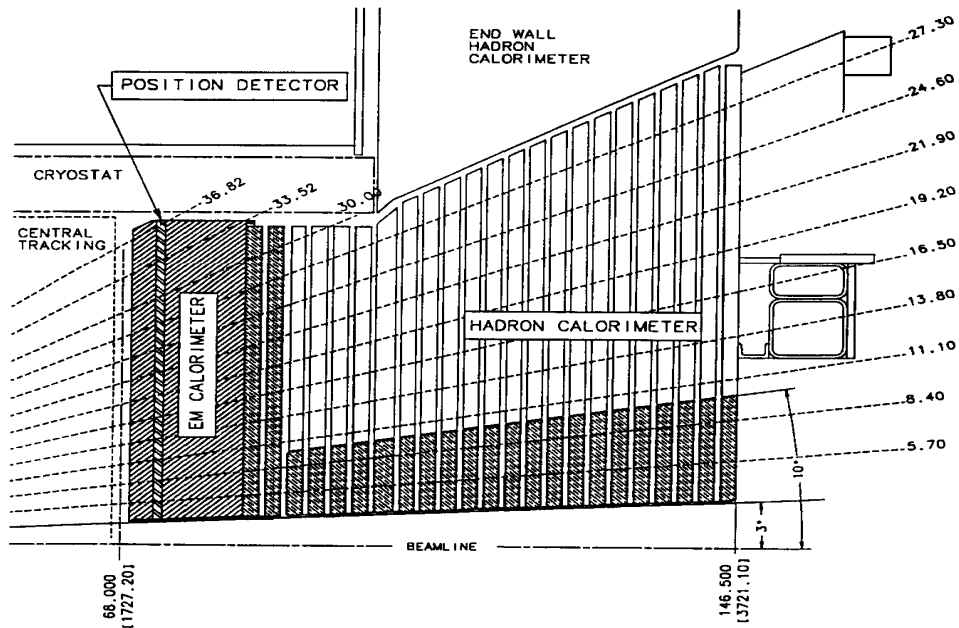 END WALL
HADRON
CALORIMETER
27.30
POSITION DETECTOR
24.60
21.90
CRYOSTAT
36.82
33.52
30.00
19.20
CENTRAL
TRACKING
16.50
EM CALORIMETER
HADRON CALORIMETER
13.80
11.10
8.40
5.70
10°
3°
BEAMLINE
68.000
[1727.20]
146.500
[3721.10]